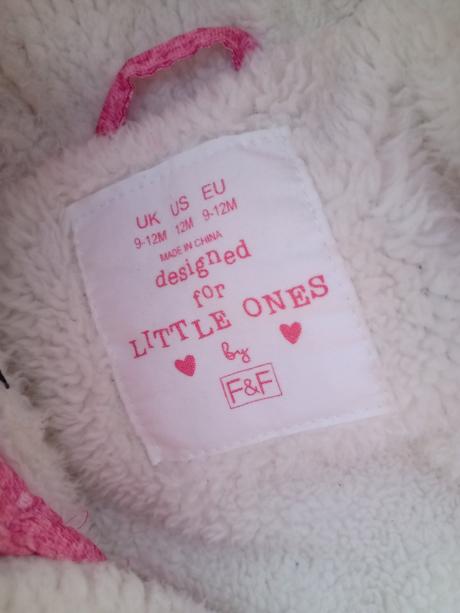 UK US EU
9-12M 12M 9-12M
MADE IN CHINA
designed
for
LITTLE ONES
by
F&F